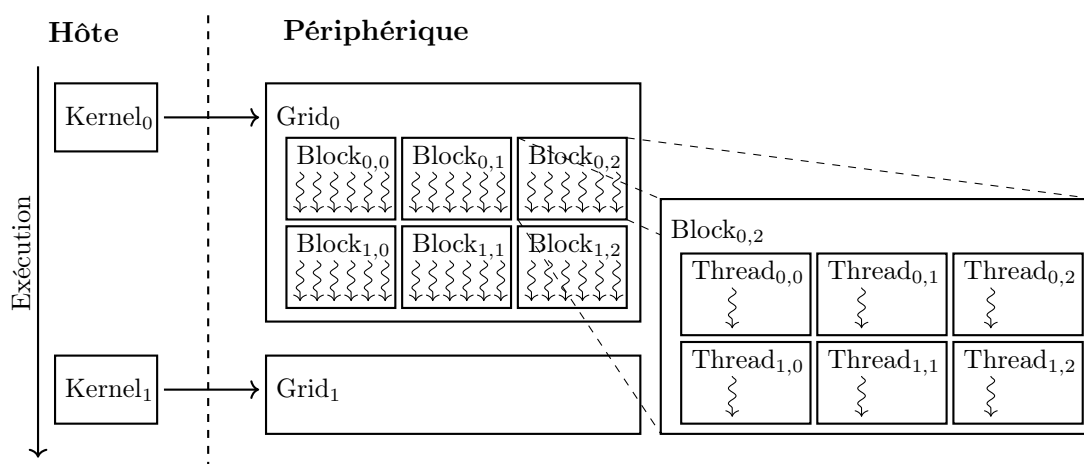 Hôte
Périphérique
Exécution
Kernel0
Grid0
Block0,0 Block0,1 Block0,2
Block1,0 Block1,1 Block1,2
Block0,2
Thread0,0 Thread0,1 Thread0,2
Thread1,0 Thread1,1 Thread1,2
Kernel1
Grid1